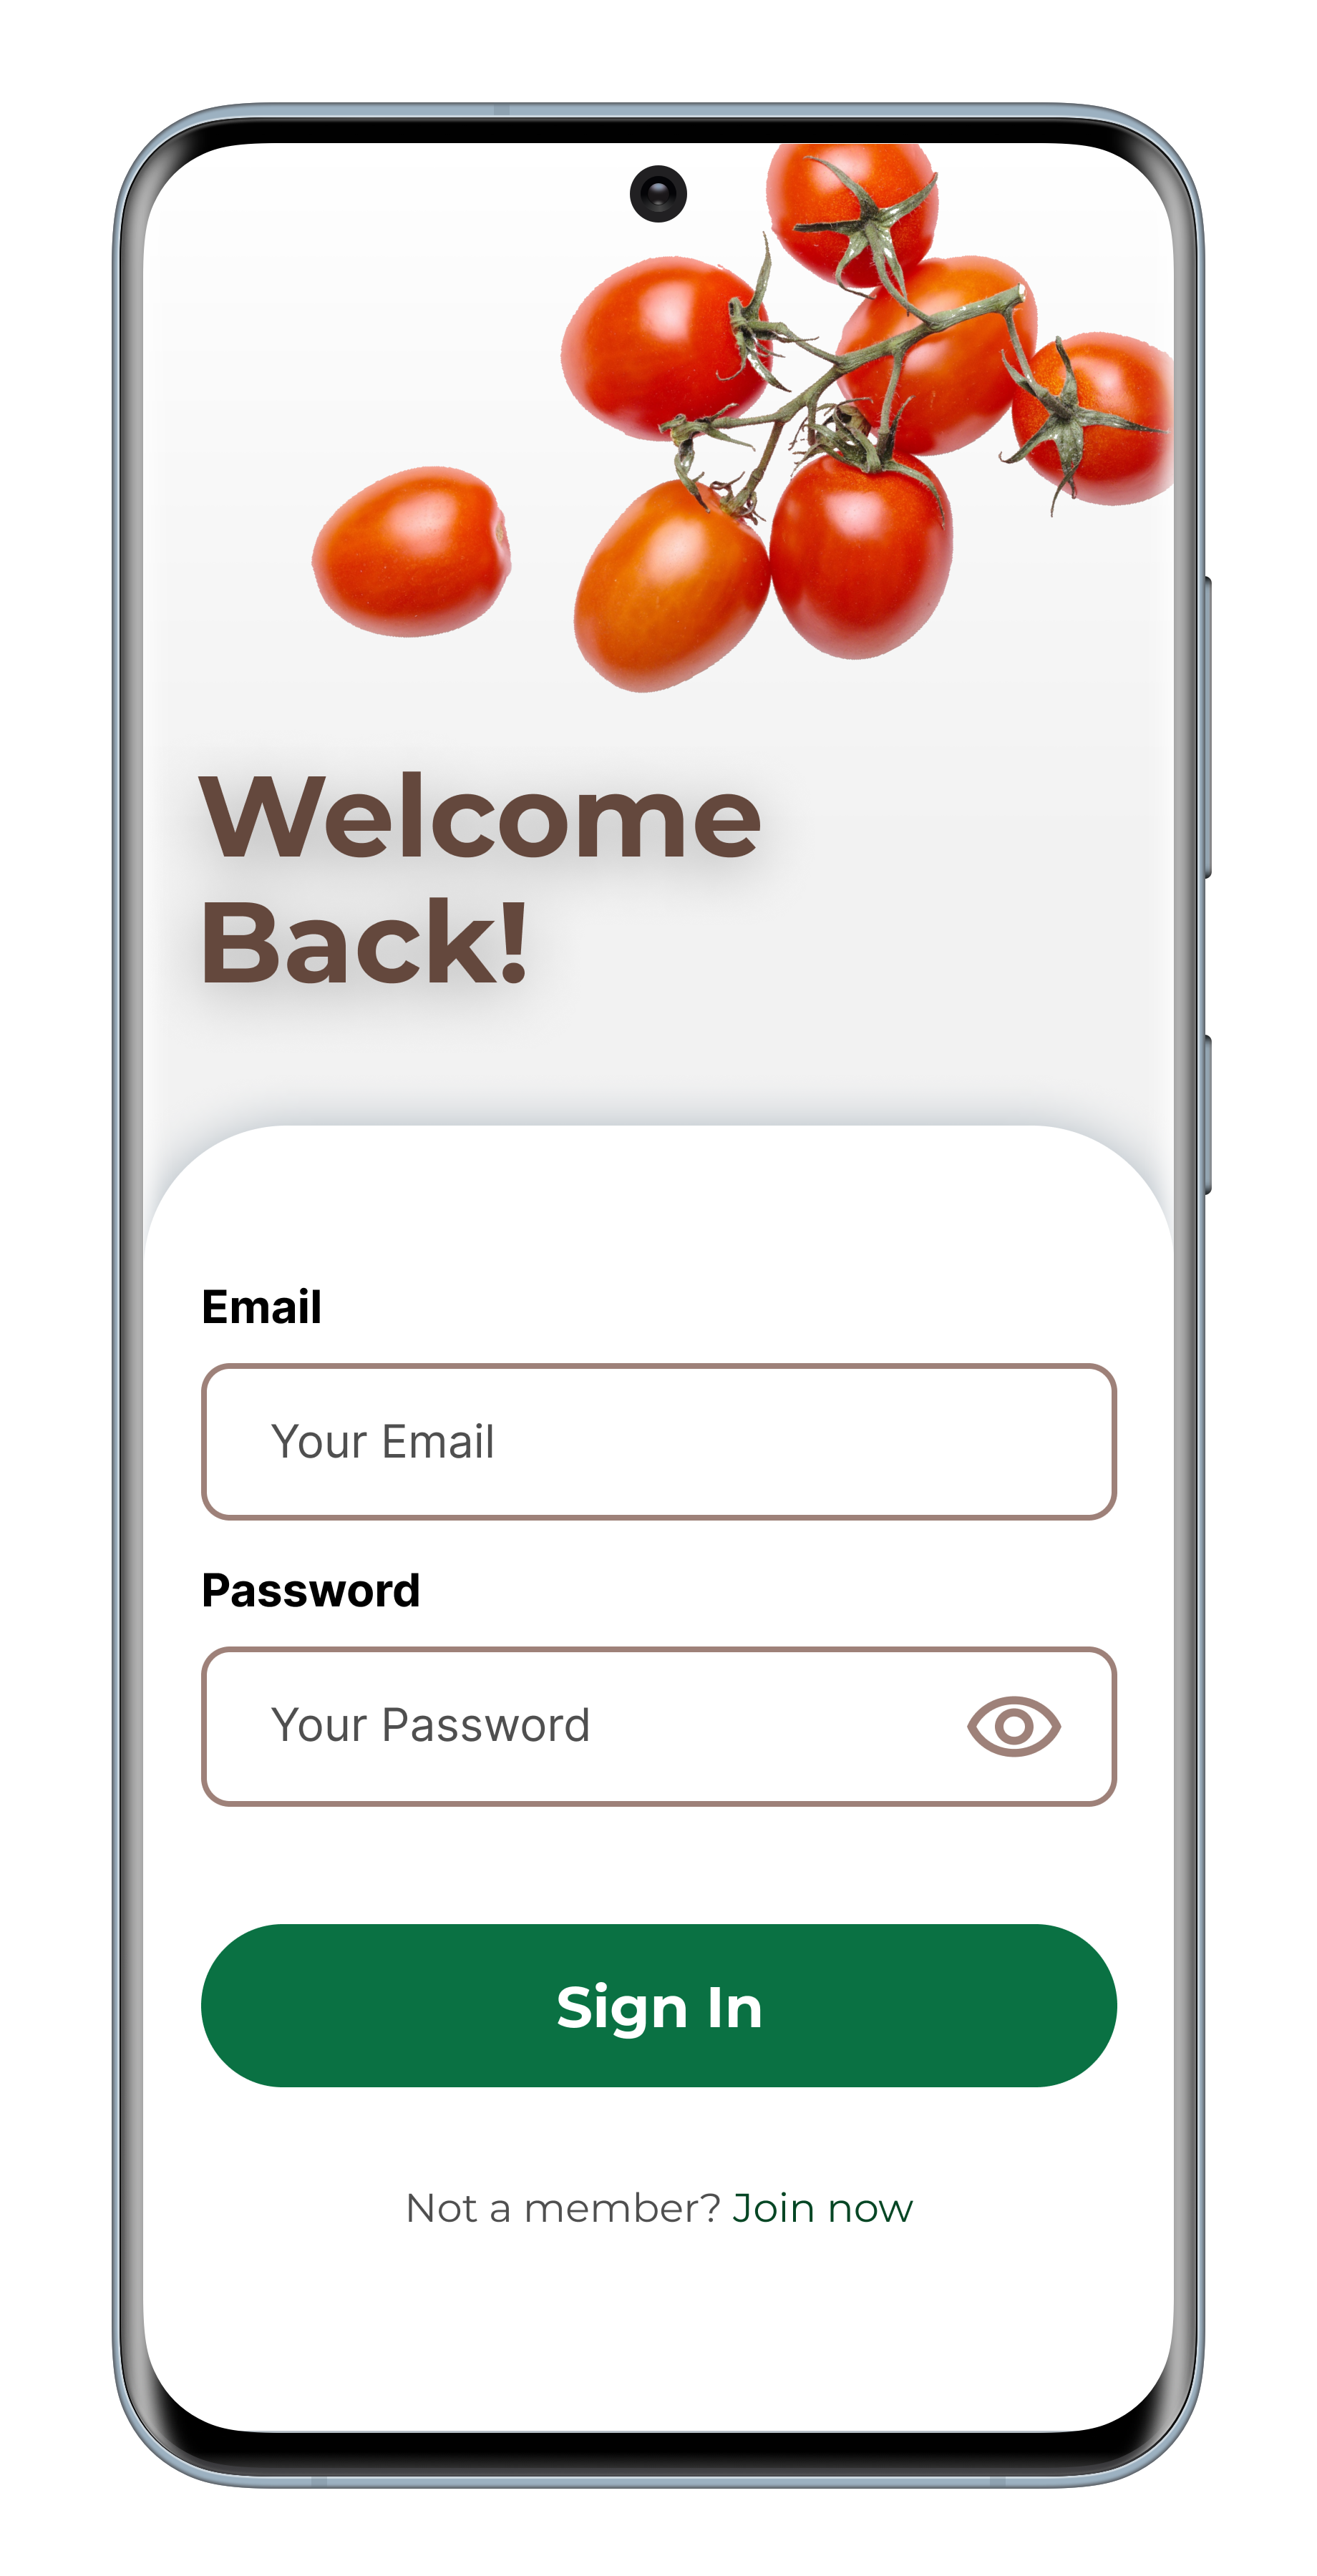 Welcome
Back!
Email
Your Email
Password
Your Password
Sign In
Not a member? Join now